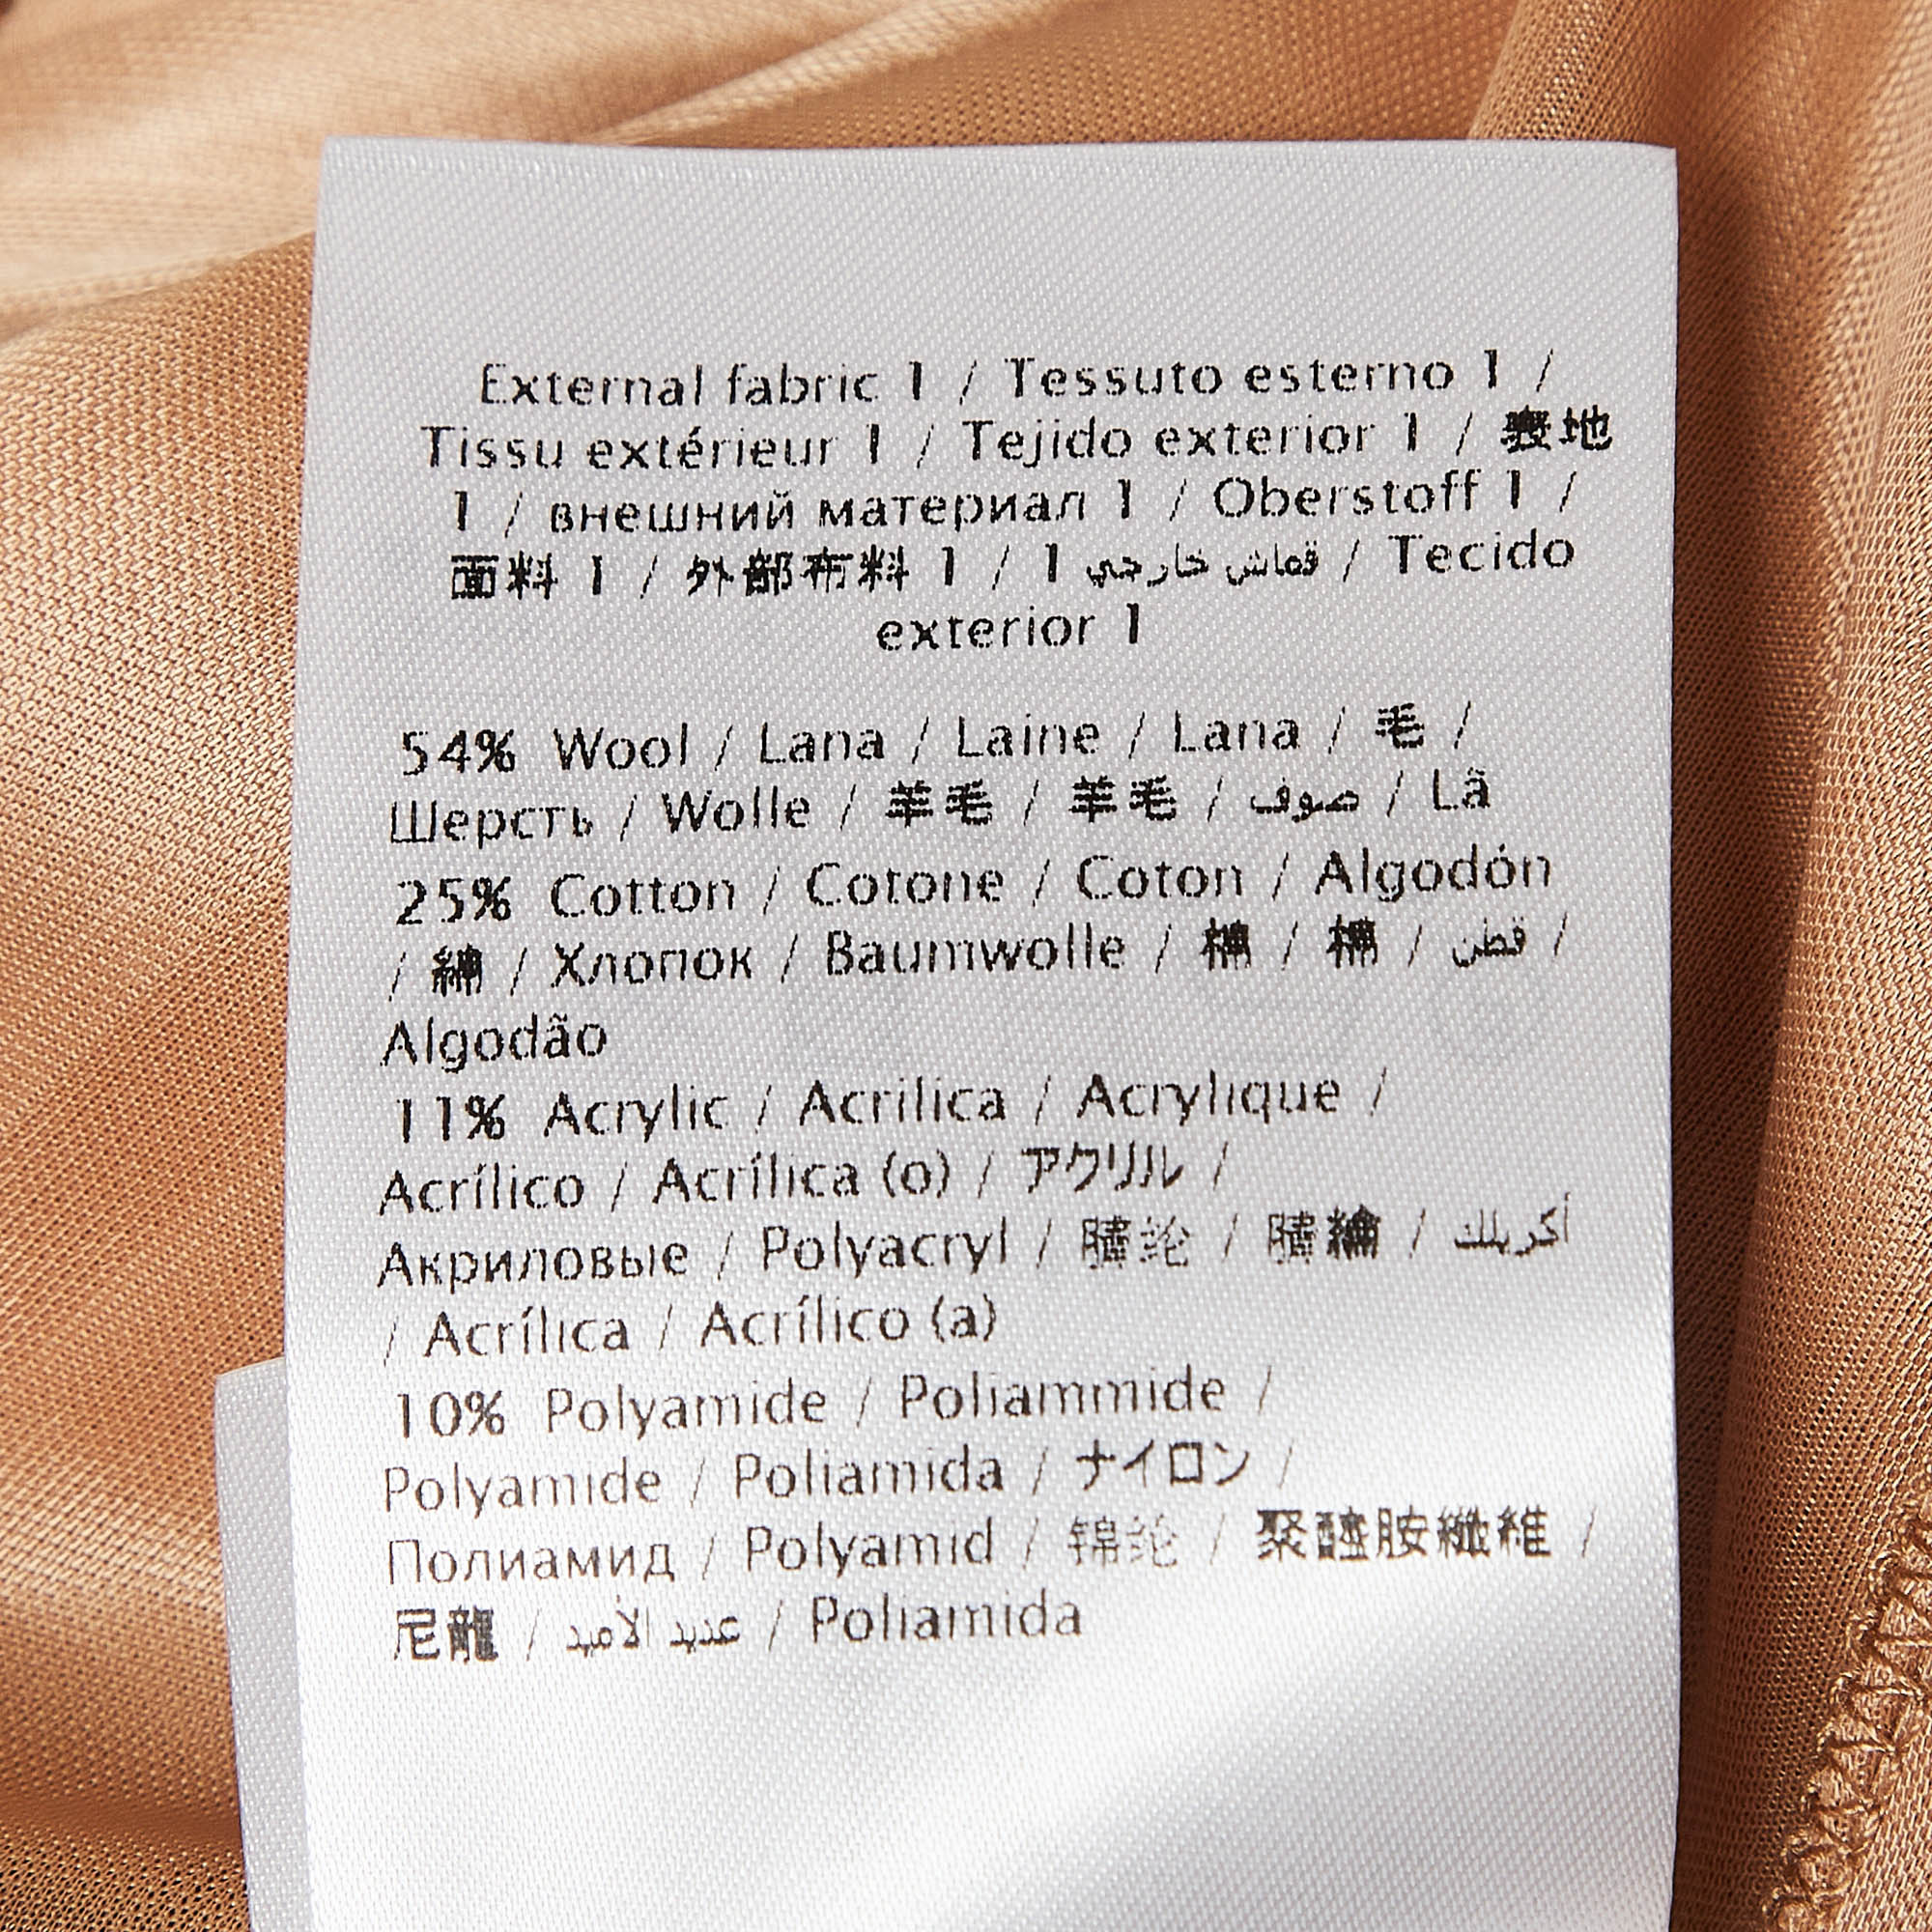 External fabric 1 / Tessuto esterno 1 /
Tissu extérieur 1 / Tejido exterior 1 / 表地
1 / внешний материал 1 / Oberstoff 1 /
面料 1 / 外部布料 1 / 1 قماش خارجي / Tecido
exterior 1
54% Wool / Lana / Laine / Lana / 毛 /
Шерсть / Wolle / 羊毛 / 羊毛 / صوف / Lã
25% Cotton / Cotone / Coton / Algodón
/ 綿 / Хлопок / Baumwolle / 棉 / 棉 / قطن /
Algodão
11% Acrylic / Acrilica / Acrylique /
Acrílico / Acrílica (o) / アクリル /
Акриловые / Polyacryl / 腈纶 / 腈綸 / أكريلك
/ Acrílica / Acrílico (a)
10% Polyamide / Poliammide /
Polyamide / Poliamida / ナイロン /
Полиамид / Polyamid / 锦纶 / 聚醯胺纖維 /
尼龍 / عديد الأميد / Poliamida